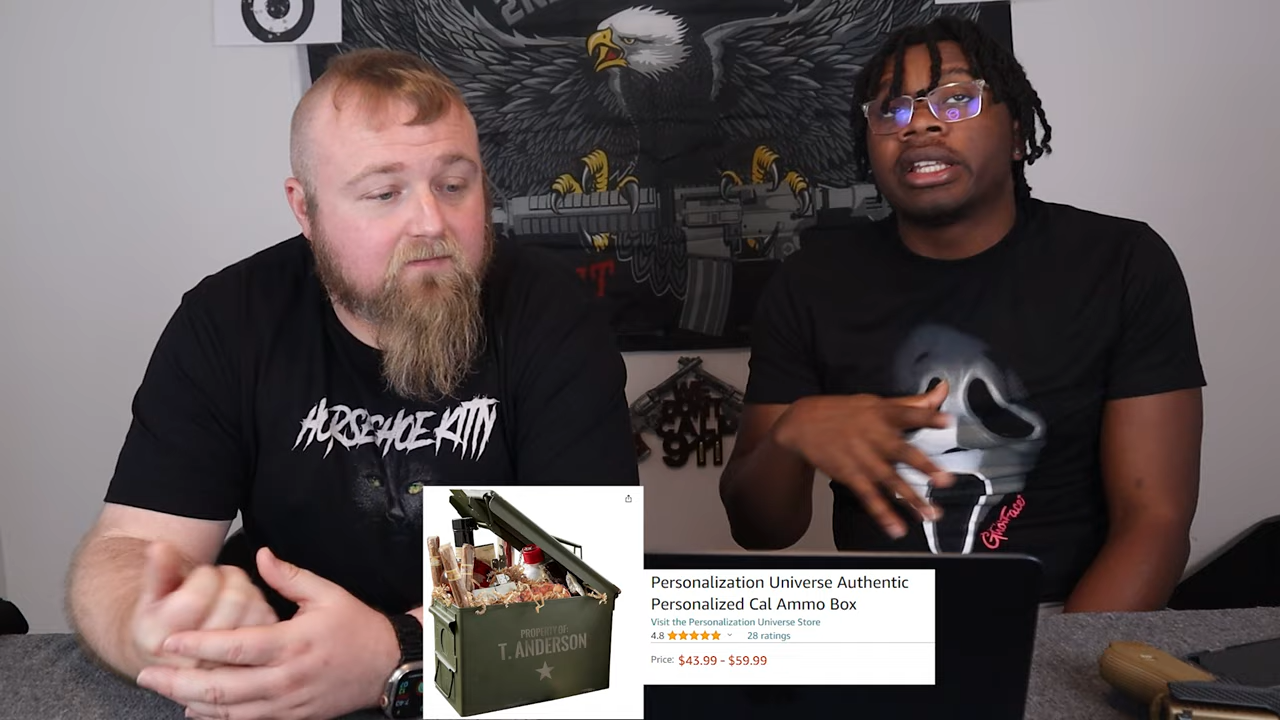 HORSEHOE KITTY
WE
DON'T
CALL
911
GhostFace
PROPERTY OF:
T. ANDERSON
Personalization Universe Authentic
Personalized Cal Ammo Box
Visit the Personalization Universe Store
4.8
28 ratings
Price: $43.99 - $59.99